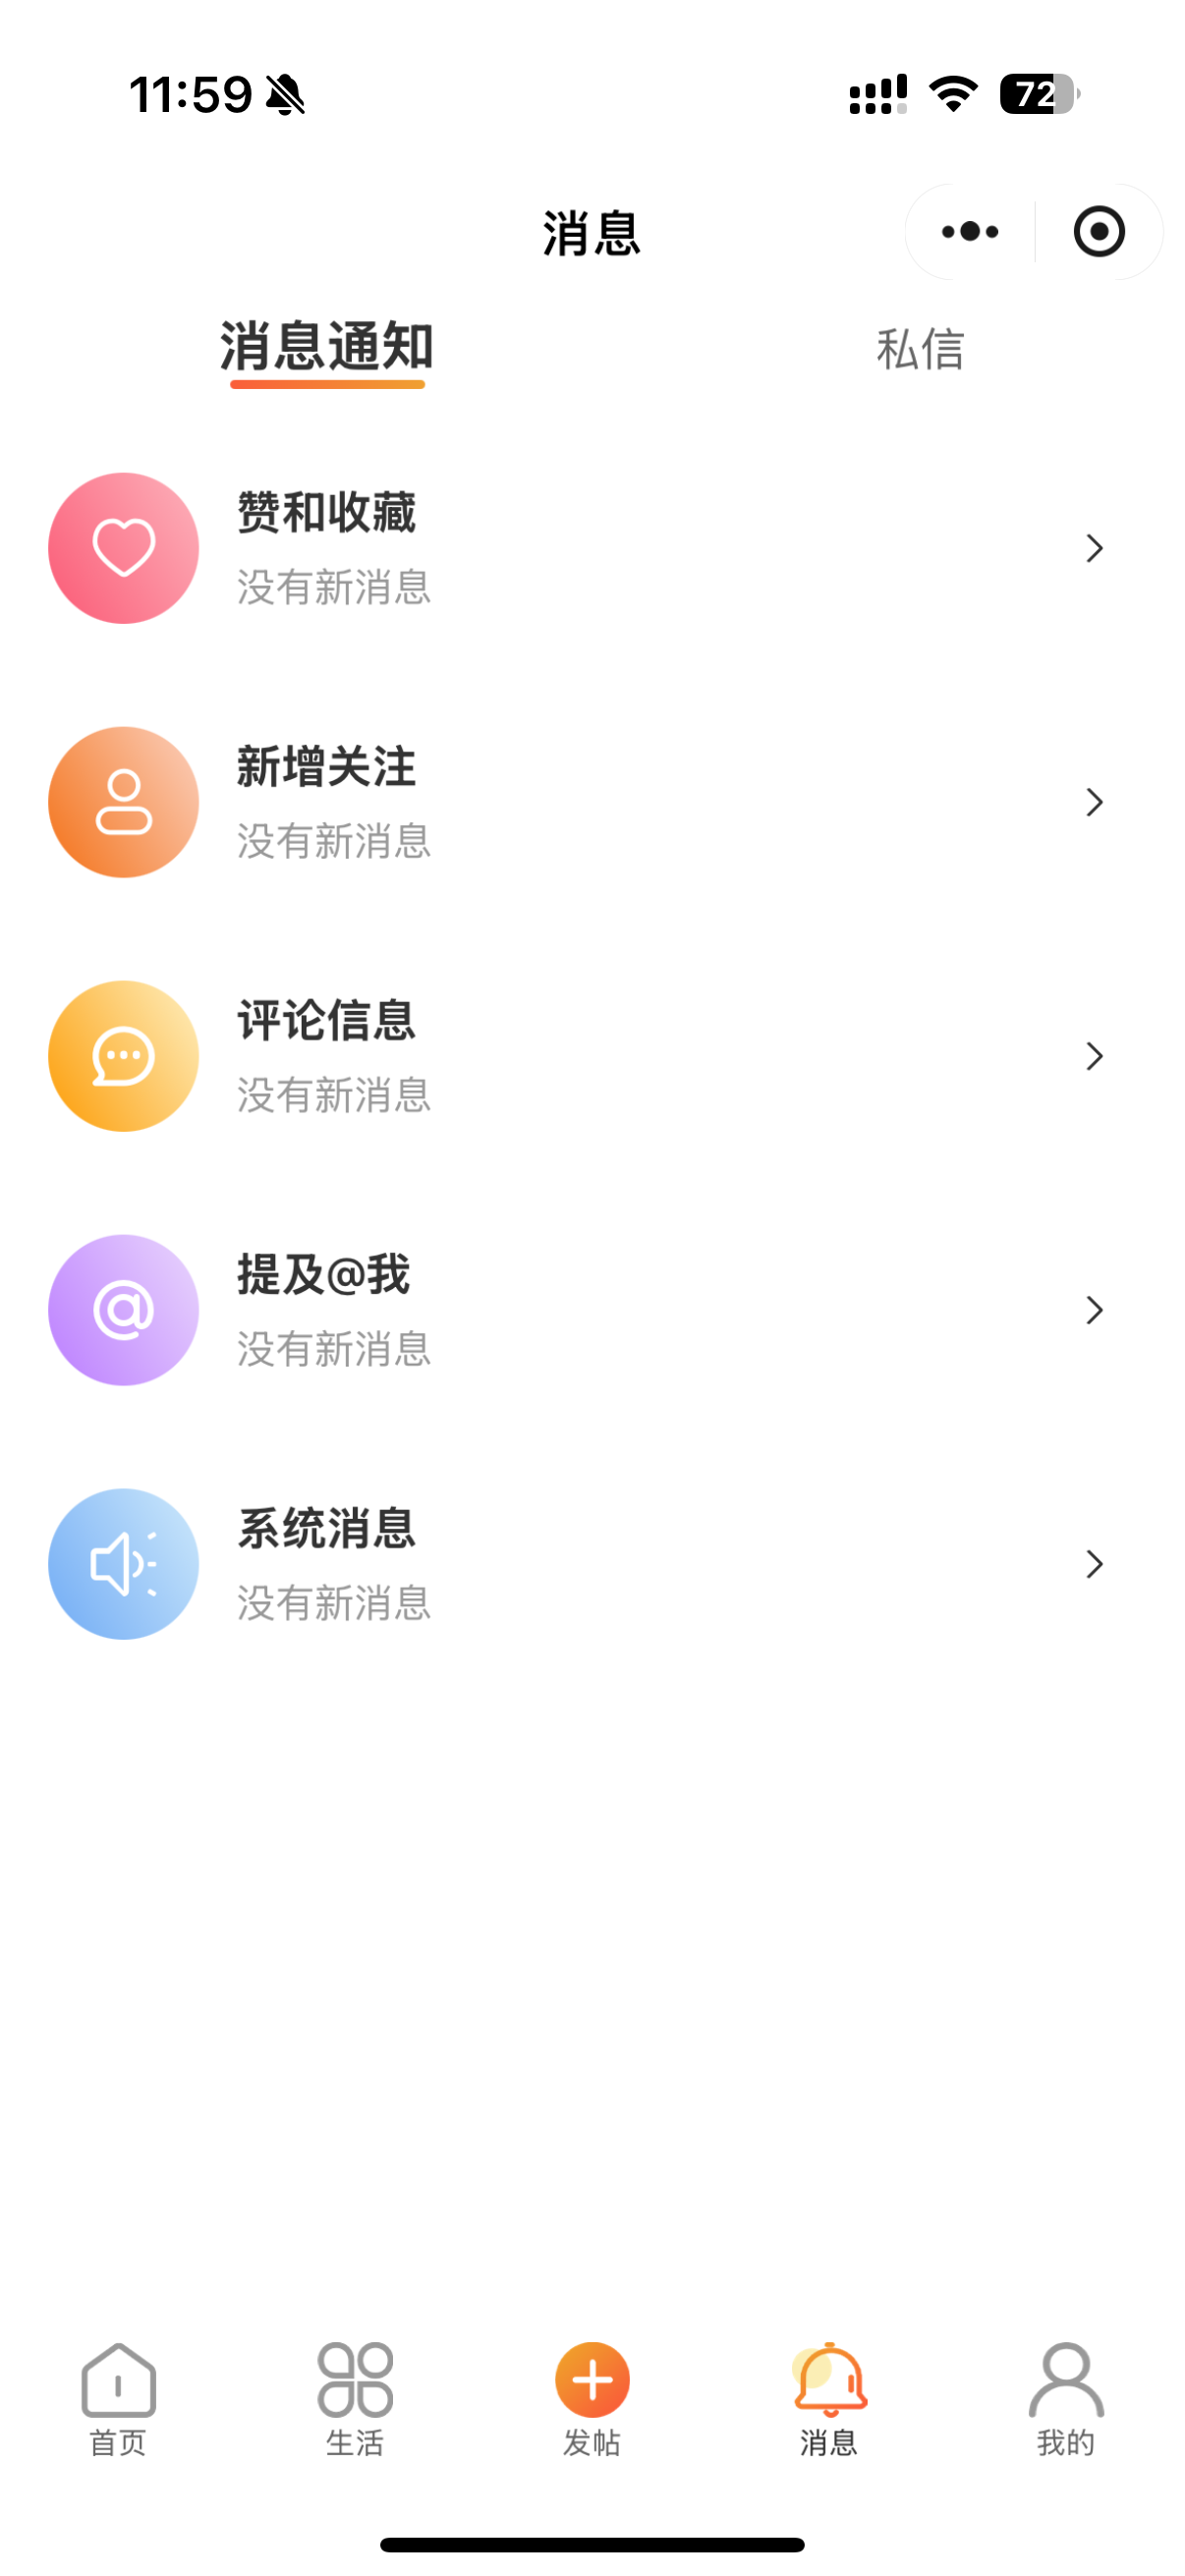 11:59
72
消息
消息通知
私信
赞和收藏
没有新消息
新增关注
没有新消息
评论信息
没有新消息
提及@我
没有新消息
系统消息
没有新消息
首页
生活
发帖
消息
我的